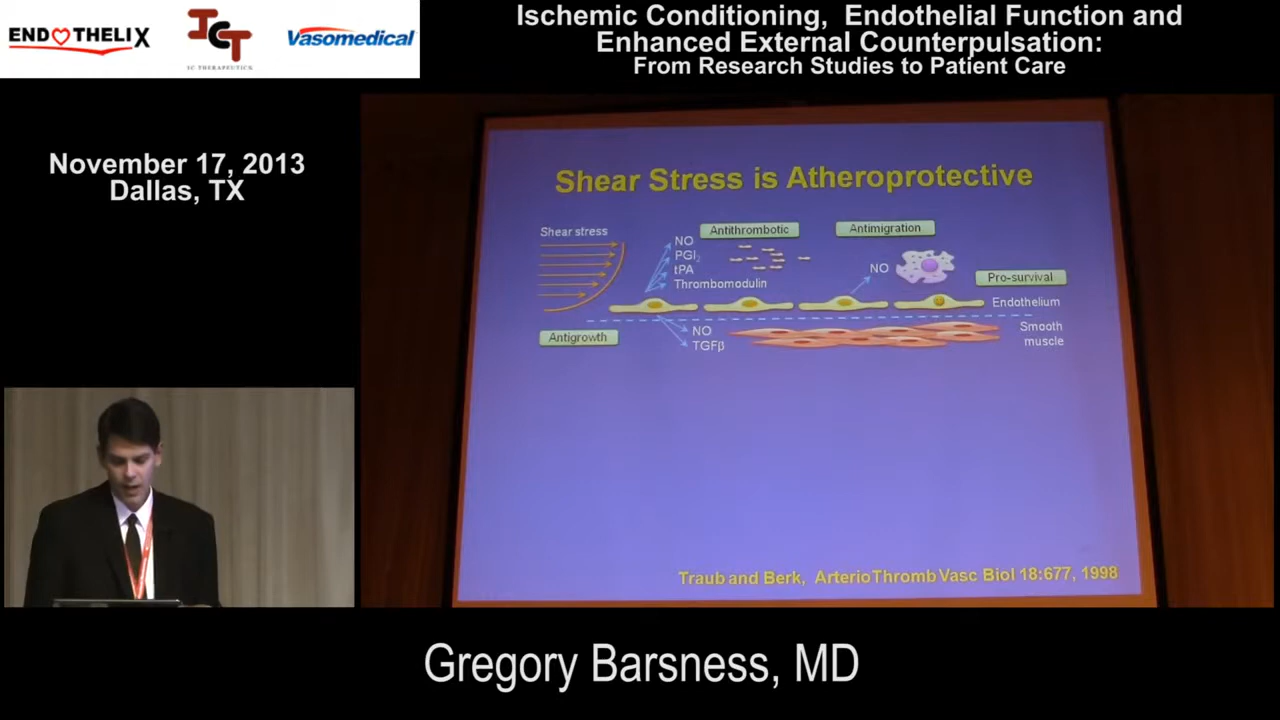 ENDOTHELIX
ICT
IC THERAPEUTICS
Vasomedical
Ischemic Conditioning, Endothelial Function and
Enhanced External Counterpulsation:
From Research Studies to Patient Care
November 17, 2013
Dallas, TX
Shear Stress is Atheroprotective
Shear stress
NO
PGI₂
tPA
Thrombomodulin
Antithrombotic
Antimigration
NO
Pro-survival
Endothelium
Antigrowth
NO
TGFβ
Smooth
muscle
Traub and Berk, ArterioThromb Vasc Biol 18:677, 1998
Gregory Barsness, MD